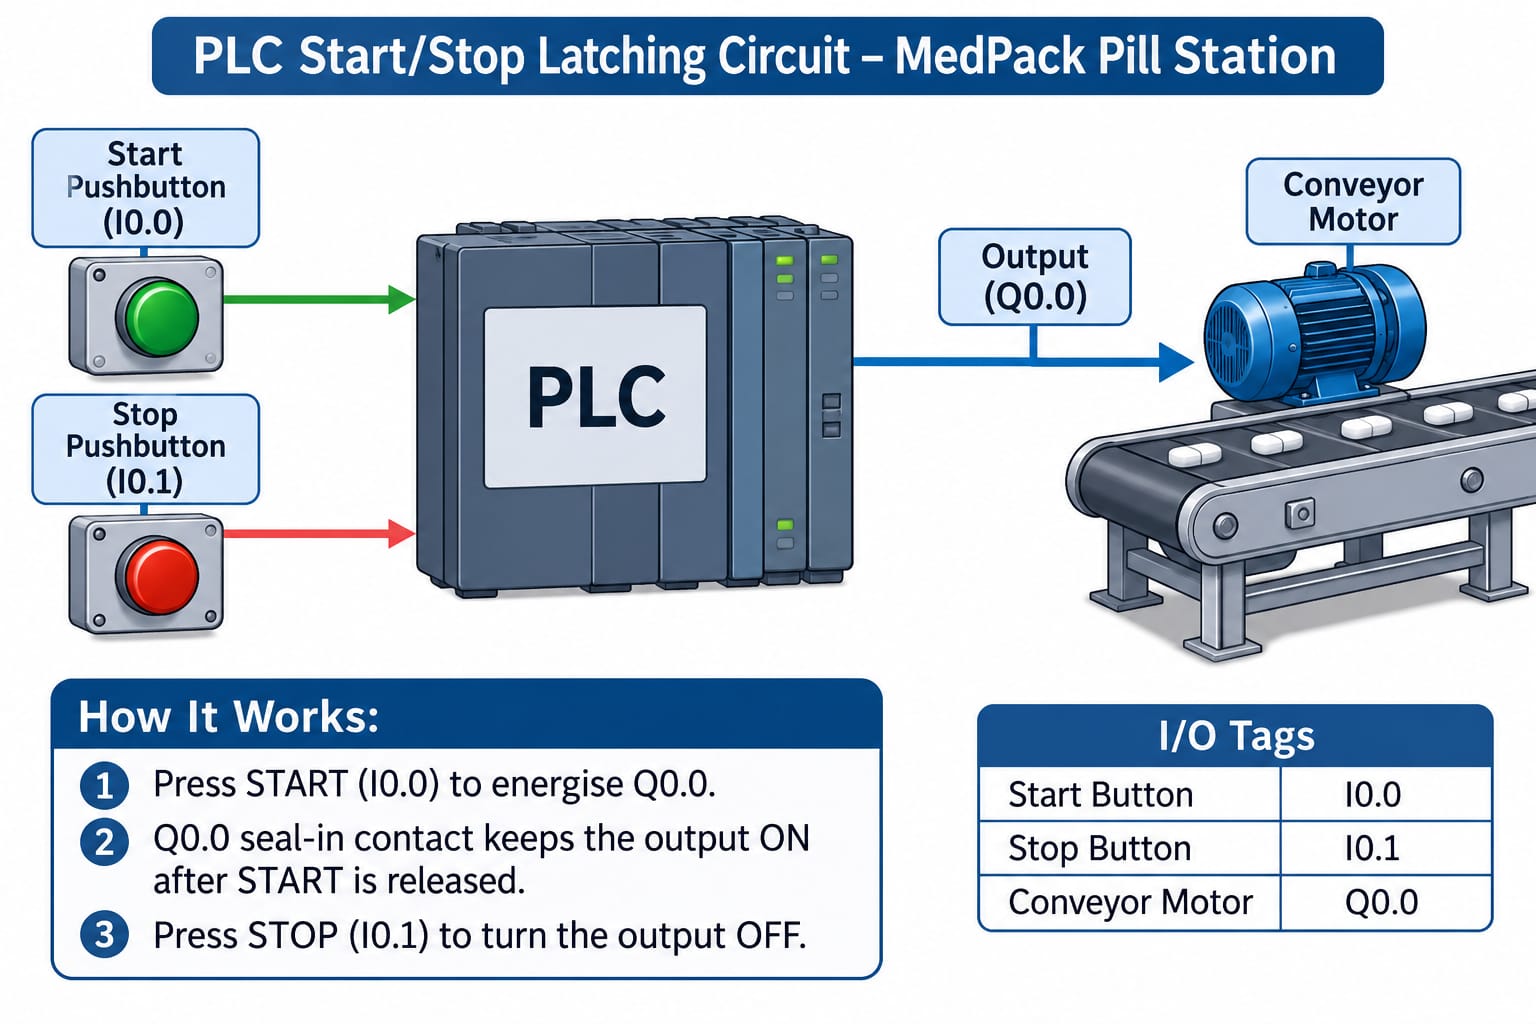 PLC Start/Stop Latching Circuit – MedPack Pill Station
Start
Pushbutton
(I0.0)
Stop
Pushbutton
(I0.1)
PLC
Output
(Q0.0)
Conveyor
Motor
How It Works:
1 Press START (I0.0) to energise Q0.0.
2 Q0.0 seal-in contact keeps the output ON
after START is released.
3 Press STOP (I0.1) to turn the output OFF.
I/O Tags
Start Button I0.0
Stop Button I0.1
Conveyor Motor Q0.0